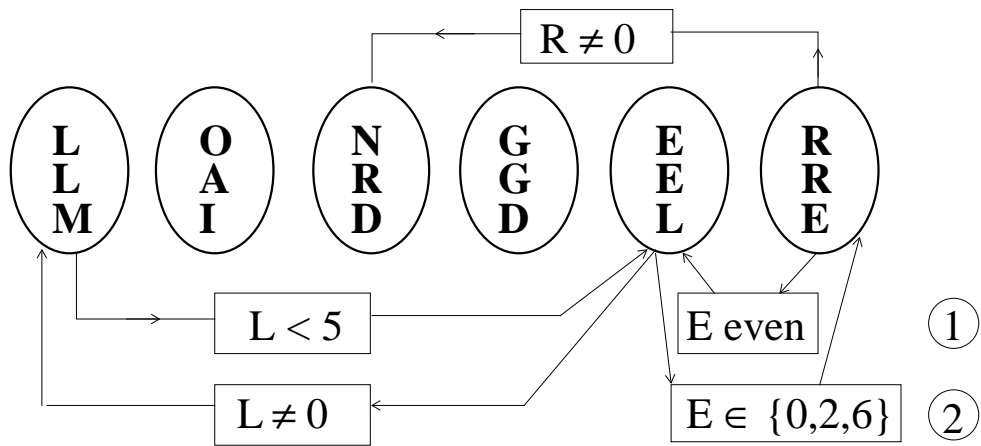 R ≠ 0
L O N G E R
L A R G E R
M I D D L E
L < 5
E even
1
L ≠ 0
E ∈ {0,2,6}
2